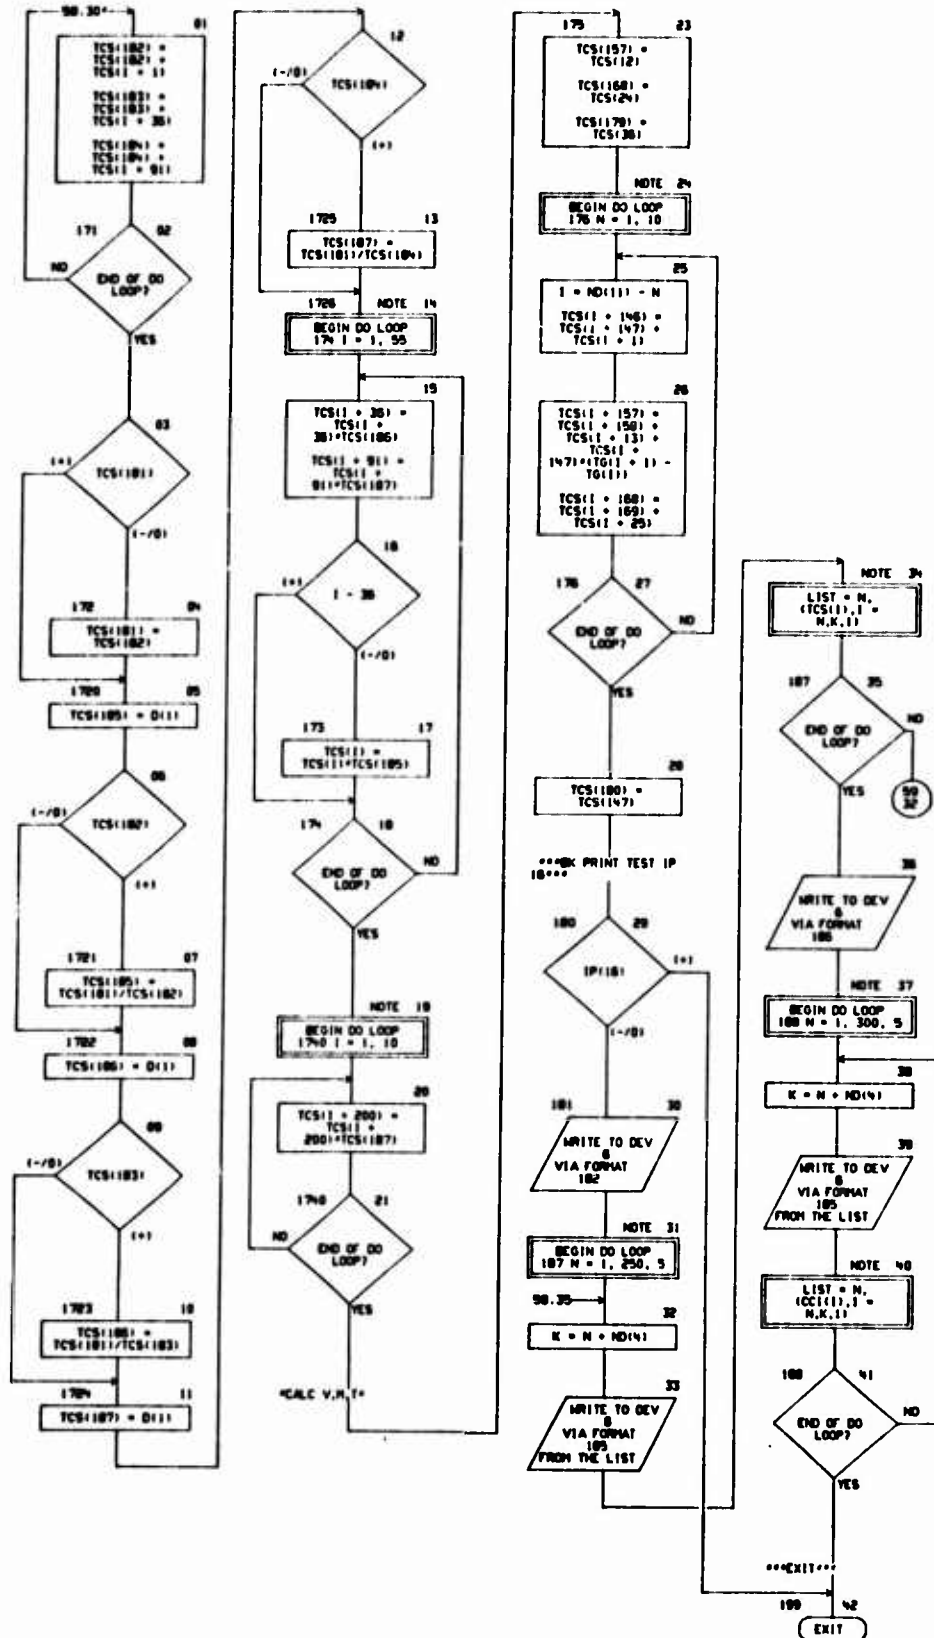 58.30*
01
TCS(182) =
TCS(182) +
TCS(I + 1)
TCS(183) =
TCS(183) +
TCS(I + 36)
TCS(184) =
TCS(184) +
TCS(I + 91)
171
02
NO
END OF DO
LOOP?
YES
03
(+)
TCS(181)
(-/0)
172
04
TCS(181) =
TCS(182)
1720
05
TCS(185) = D(1)
06
(-/0)
TCS(182)
(+)
1721
07
TCS(185) =
TCS(181)/TCS(182)
1722
08
TCS(186) = D(1)
09
(-/0)
TCS(183)
(+)
1723
10
TCS(186) =
TCS(181)/TCS(183)
1724
11
TCS(187) = D(1)
12
(-/0)
TCS(184)
(+)
1725
13
TCS(187) =
TCS(181)/TCS(184)
1726
NOTE 14
BEGIN DO LOOP
174 I = 1, 55
15
TCS(I + 36) =
TCS(I +
36)*TCS(186)
TCS(I + 91) =
TCS(I +
91)*TCS(187)
16
(+)
I - 36
(-/0)
173
17
TCS(I) =
TCS(I)*TCS(185)
174
18
END OF DO
LOOP?
NO
YES
NOTE 19
BEGIN DO LOOP
1740 I = 1, 10
20
TCS(I + 200) =
TCS(I +
200)*TCS(187)
1740
21
NO
END OF DO
LOOP?
YES
*CALC V,M,T*
175
23
TCS(157) =
TCS(12)
TCS(168) =
TCS(24)
TCS(179) =
TCS(36)
NOTE 24
BEGIN DO LOOP
176 N = 1, 10
25
I = ND(11) - N
TCS(I + 146) =
TCS(I + 147) +
TCS(I + 1)
26
TCS(I + 157) =
TCS(I + 158) +
TCS(I + 13) +
TCS(I +
147)*(TG(I + 1) -
TG(I))
TCS(I + 168) =
TCS(I + 169) +
TCS(I + 25)
176
27
END OF DO
LOOP?
NO
YES
28
TCS(180) =
TCS(147)
PRINT TEST IP
180
29
IP(16)
(+)
(-/0)
181
30
WRITE TO DEV
6
VIA FORMAT
182
NOTE 31
BEGIN DO LOOP
187 N = 1, 250, 5
58.35
32
K = N + ND(4)
33
WRITE TO DEV
6
VIA FORMAT
185
FROM THE LIST
NOTE 34
LIST = N,
(TCS(I),I =
N,K,1)
187
35
END OF DO
LOOP?
NO
59
32
YES
36
WRITE TO DEV
6
VIA FORMAT
186
NOTE 37
BEGIN DO LOOP
188 N = 1, 300, 5
38
K = N + ND(4)
39
WRITE TO DEV
6
VIA FORMAT
185
FROM THE LIST
NOTE 40
LIST = N,
(CCI(I),I =
N,K,1)
188
41
END OF DO
LOOP?
NO
YES
***EXIT***
199
42
EXIT